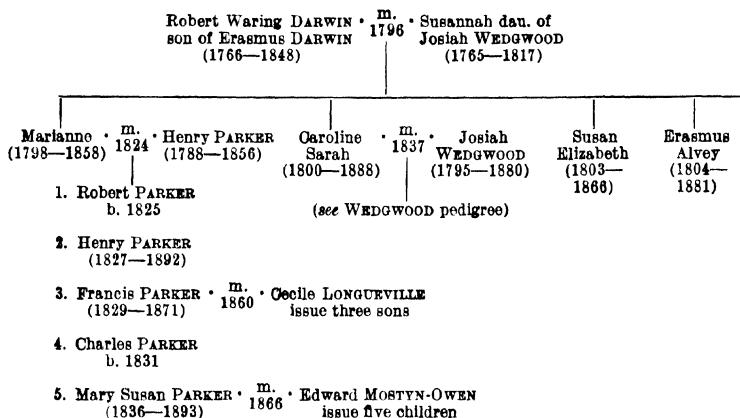 Robert Waring DARWIN · m. 1796 · Susannah dau. of
son of Erasmus DARWIN Josiah WEDGWOOD
(1766—1848) (1765—1817)
Marianne · m. 1824 · Henry PARKER Caroline · m. 1837 · Josiah Susan Erasmus
(1798—1858) (1788—1856) Sarah WEDGWOOD Elizabeth Alvey
(1800—1888) (1795—1880) (1803— (1804—
1866) 1881)
1. Robert PARKER
b. 1825
(see WEDGWOOD pedigree)
2. Henry PARKER
(1827—1892)
3. Francis PARKER · m. 1860 · Cecile LONGUEVILLE
(1829—1871) issue three sons
4. Charles PARKER
b. 1831
5. Mary Susan PARKER · m. 1866 · Edward MOSTYN-OWEN
(1836—1893) issue five children